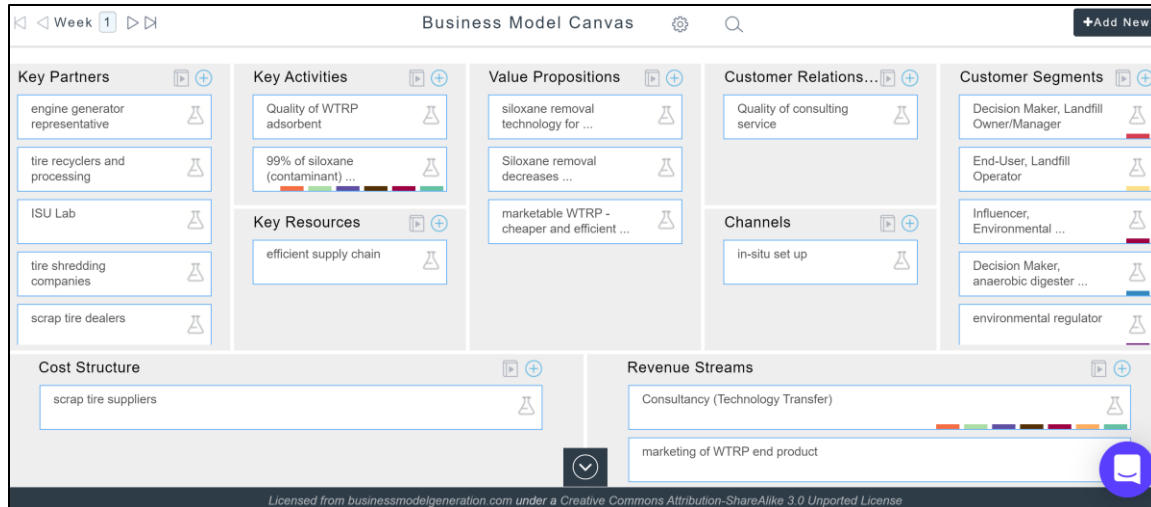 Week 1
Business Model Canvas
+Add New
Key Partners
engine generator
representative
tire recyclers and
processing
ISU Lab
tire shredding
companies
scrap tire dealers
Key Activities
Quality of WTRP
adsorbent
99% of siloxane
(contaminant) ...
Key Resources
efficient supply chain
Value Propositions
siloxane removal
technology for ...
Siloxane removal
decreases ...
marketable WTRP -
cheaper and efficient ...
Customer Relations...
Quality of consulting
service
Channels
in-situ set up
Customer Segments
Decision Maker, Landfill
Owner/Manager
End-User, Landfill
Operator
Influencer,
Environmental ...
Decision Maker,
anaerobic digester ...
environmental regulator
Cost Structure
scrap tire suppliers
Revenue Streams
Consultancy (Technology Transfer)
marketing of WTRP end product
Licensed from businessmodelgeneration.com under a Creative Commons Attribution-ShareAlike 3.0 Unported License